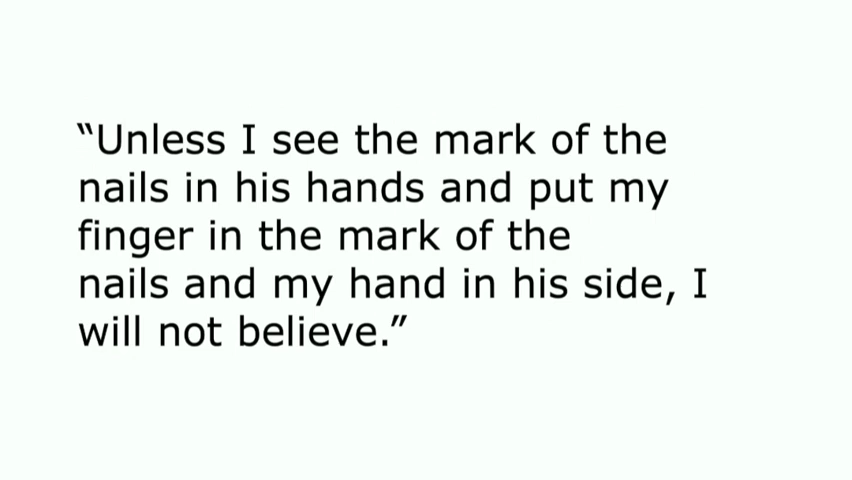 “Unless I see the mark of the
nails in his hands and put my
finger in the mark of the
nails and my hand in his side, I
will not believe.”